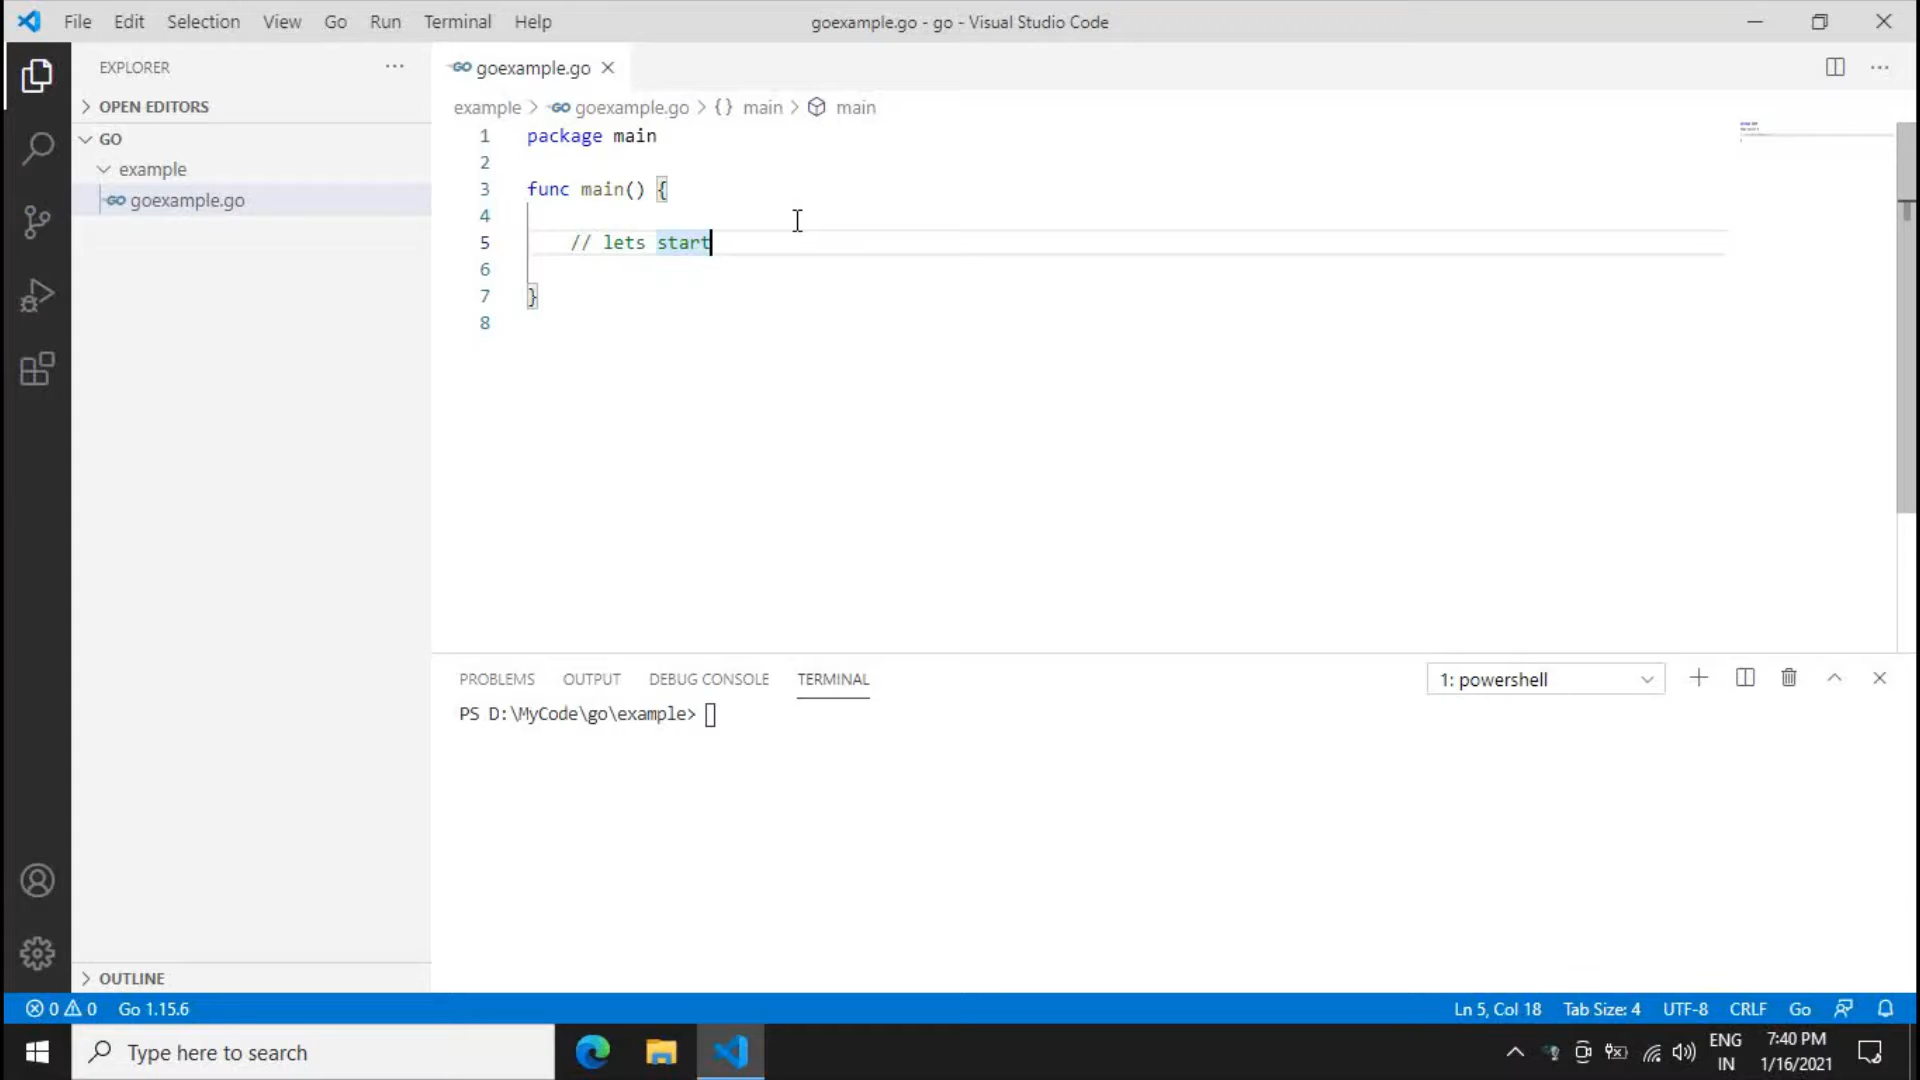 File Edit Selection View Go Run Terminal Help
goexample.go - go - Visual Studio Code
EXPLORER
OPEN EDITORS
GO
example
goexample.go
GO goexample.go
example > GO goexample.go > {} main > main
1 package main
2
3 func main() {
4
5 // lets start
6
7 }
8
PROBLEMS OUTPUT DEBUG CONSOLE TERMINAL
1: powershell
PS D:\MyCode\go\example>
OUTLINE
0 0 Go 1.15.6
Ln 5, Col 18 Tab Size: 4 UTF-8 CRLF Go
Type here to search
ENG
IN
7:40 PM
1/16/2021